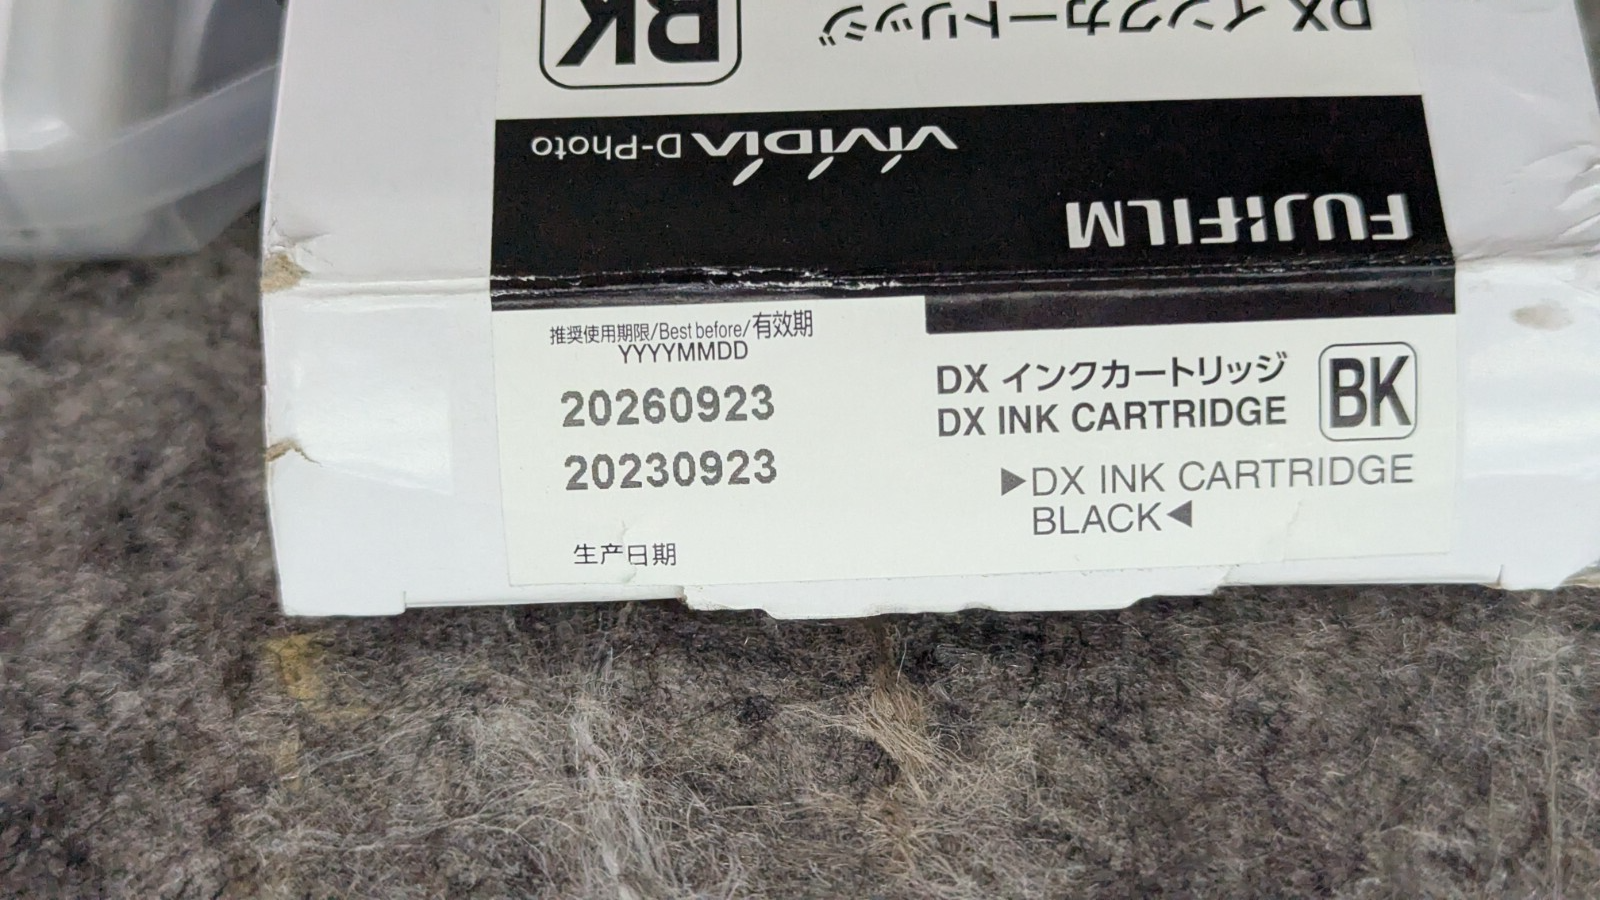 DX インクカートリッジ
BK
ViViDiA D-Photo
FUJIFILM
推奨使用期限/Best before/有效期
YYYYMMDD
20260923
20230923
生产日期
DX インクカートリッジ
DX INK CARTRIDGE
BK
▶DX INK CARTRIDGE
BLACK◀